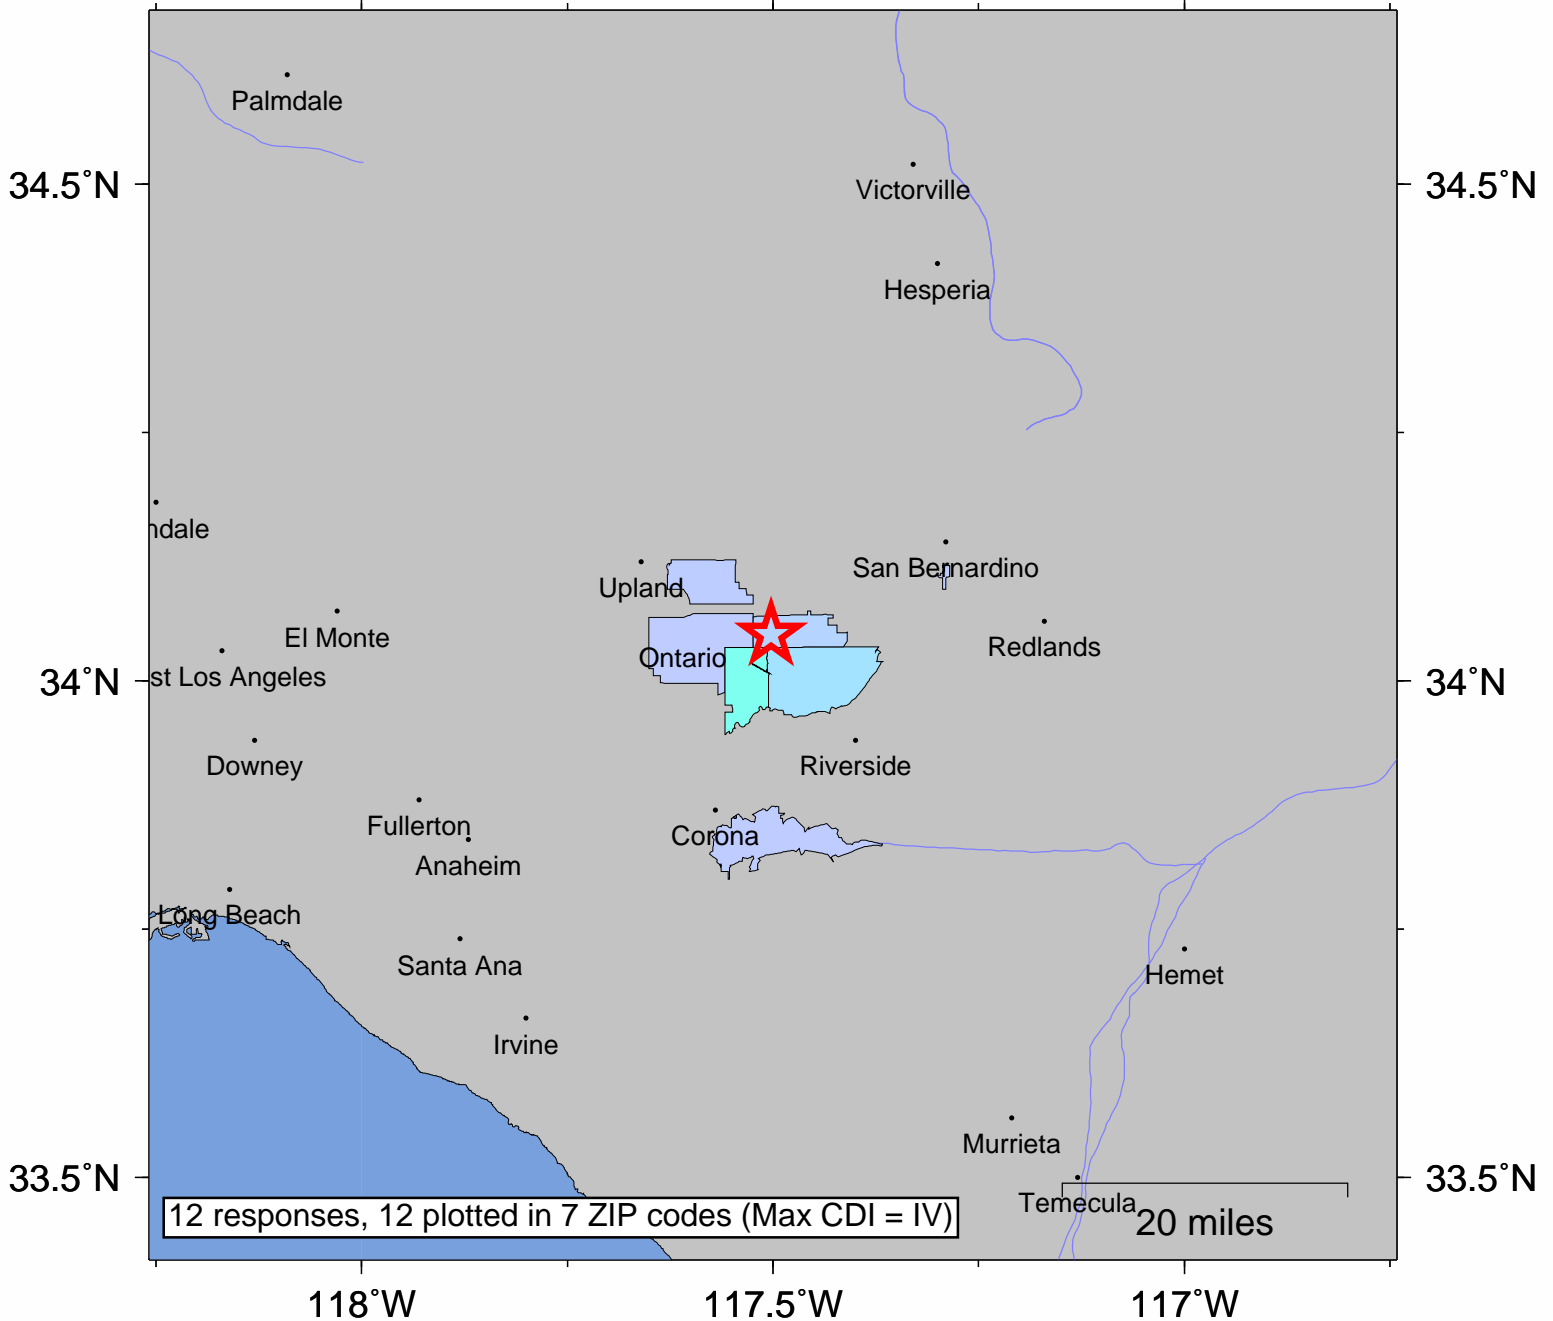 Palmdale
34.5˚N
34.5˚N
Victorville
Hesperia
ndale
Upland
San Bernardino
El Monte
Redlands
Ontario
st Los Angeles
34˚N
34˚N
Downey
Riverside
Fullerton
Corona
Anaheim
Long Beach
Santa Ana
Hemet
Irvine
Murrieta
33.5˚N
33.5˚N
Temecula
12 responses, 12 plotted in 7 ZIP codes (Max CDI = IV)
20 miles
118˚W
117.5˚W
117˚W